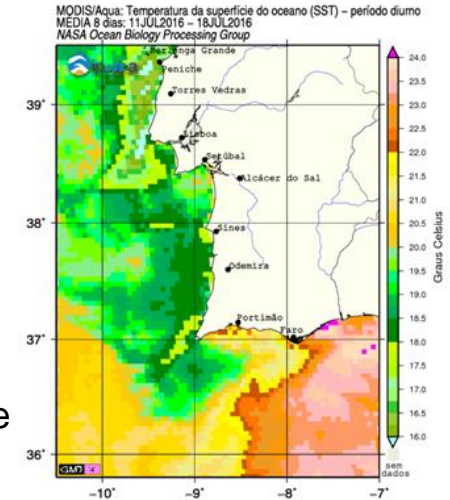 MODIS/Aqua: Temperatura da superfície do oceano (SST) – período diurno
MÉDIA 8 dias: 11JUL2016 – 18JUL2016
NASA Ocean Biology Processing Group
Berlenga Grande
Peniche
Torres Vedras
Lisboa
Setúbal
Alcácer do Sal
Sines
Odemira
Portimão
Faro
39°
38°
37°
36°
−10°
−9°
−8°
−7°
24.0
23.5
23.0
22.5
22.0
21.5
21.0
20.5
20.0
19.5
19.0
18.5
18.0
17.5
17.0
16.5
16.0
Graus Celsius
sem
dados
GMD
e